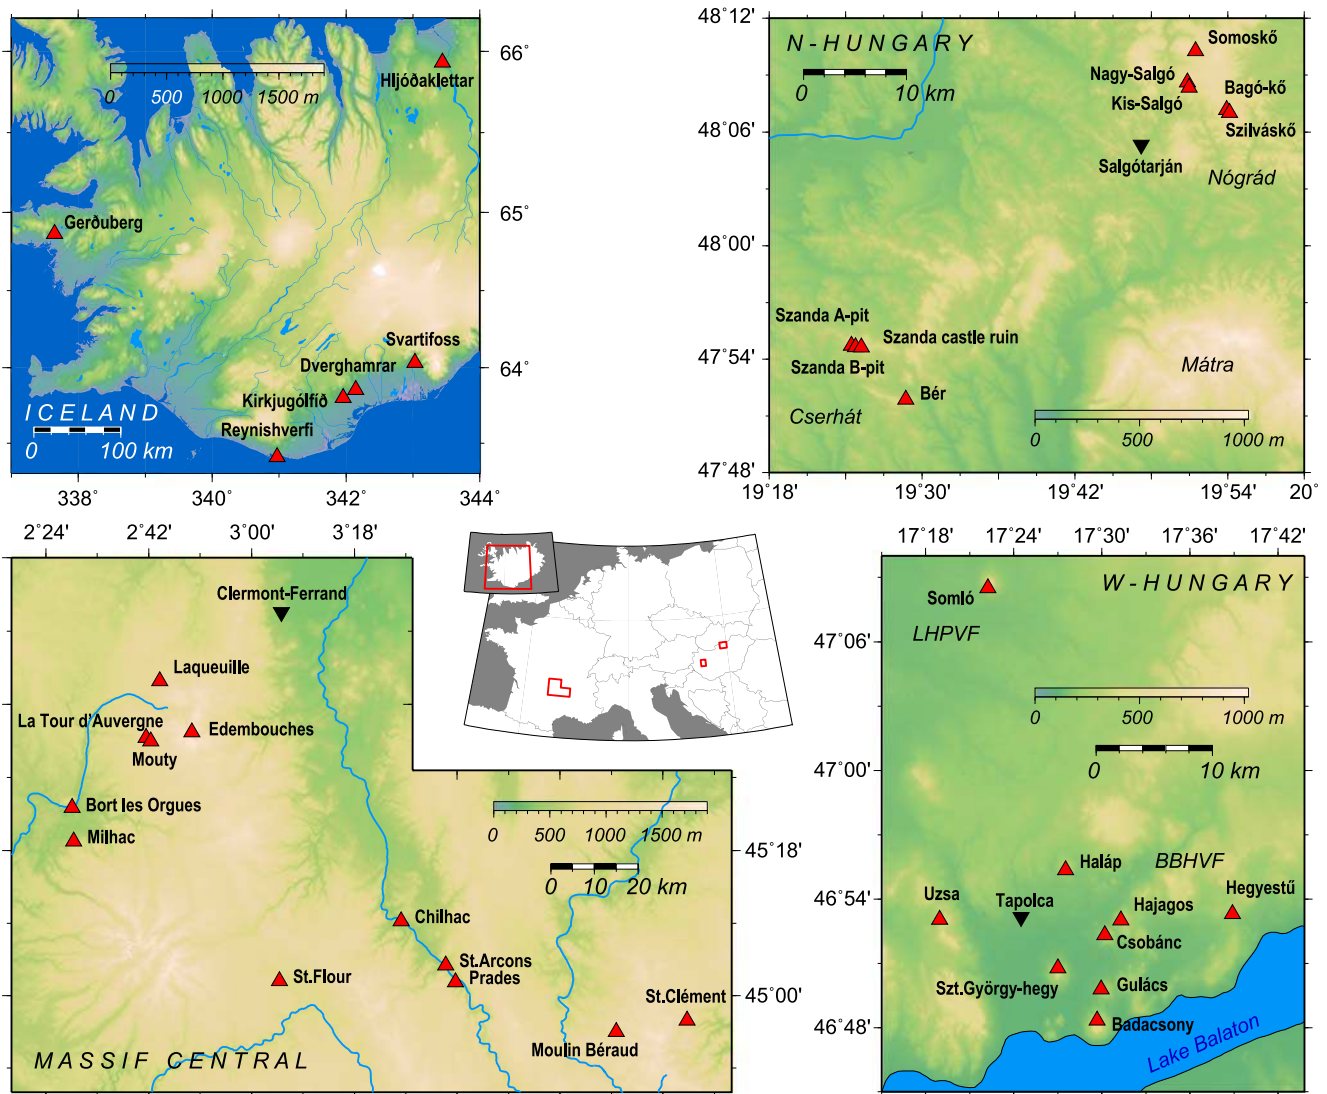 0 500 1000 1500 m
Hljóðaklettar
Gerðuberg
Svartifoss
Dverghamrar
Kirkjugólfið
Reynishverfi
ICELAND
0 100 km
66°
65°
64°
338° 340° 342° 344°
48°12'
48°06'
48°00'
47°54'
47°48'
N-HUNGARY
0 10 km
Somoskő
Nagy-Salgó
Kis-Salgó
Bagó-kő
Szilváskő
Salgótarján
Nógrád
Szanda A-pit
Szanda castle ruin
Szanda B-pit
Bér
Cserhát
Mátra
0 500 1000 m
19°18' 19°30' 19°42' 19°54' 20°
2°24' 2°42' 3°00' 3°18'
Clermont-Ferrand
Laqueuille
La Tour d'Auvergne
Edembouches
Mouty
Bort les Orgues
Milhac
0 500 1000 1500 m
0 10 20 km
Chilhac
St.Arcons
Prades
St.Flour
St.Clément
Moulin Béraud
MASSIF CENTRAL
45°18'
45°00'
17°18' 17°24' 17°30' 17°36' 17°42'
W-HUNGARY
Somló
LHPVF
0 500 1000 m
0 10 km
Haláp
BBHVF
Uzsa
Tapolca
Hajagos
Hegyestű
Csobánc
Szt.György-hegy
Gulács
Badacsony
Lake Balaton
47°06'
47°00'
46°54'
46°48'